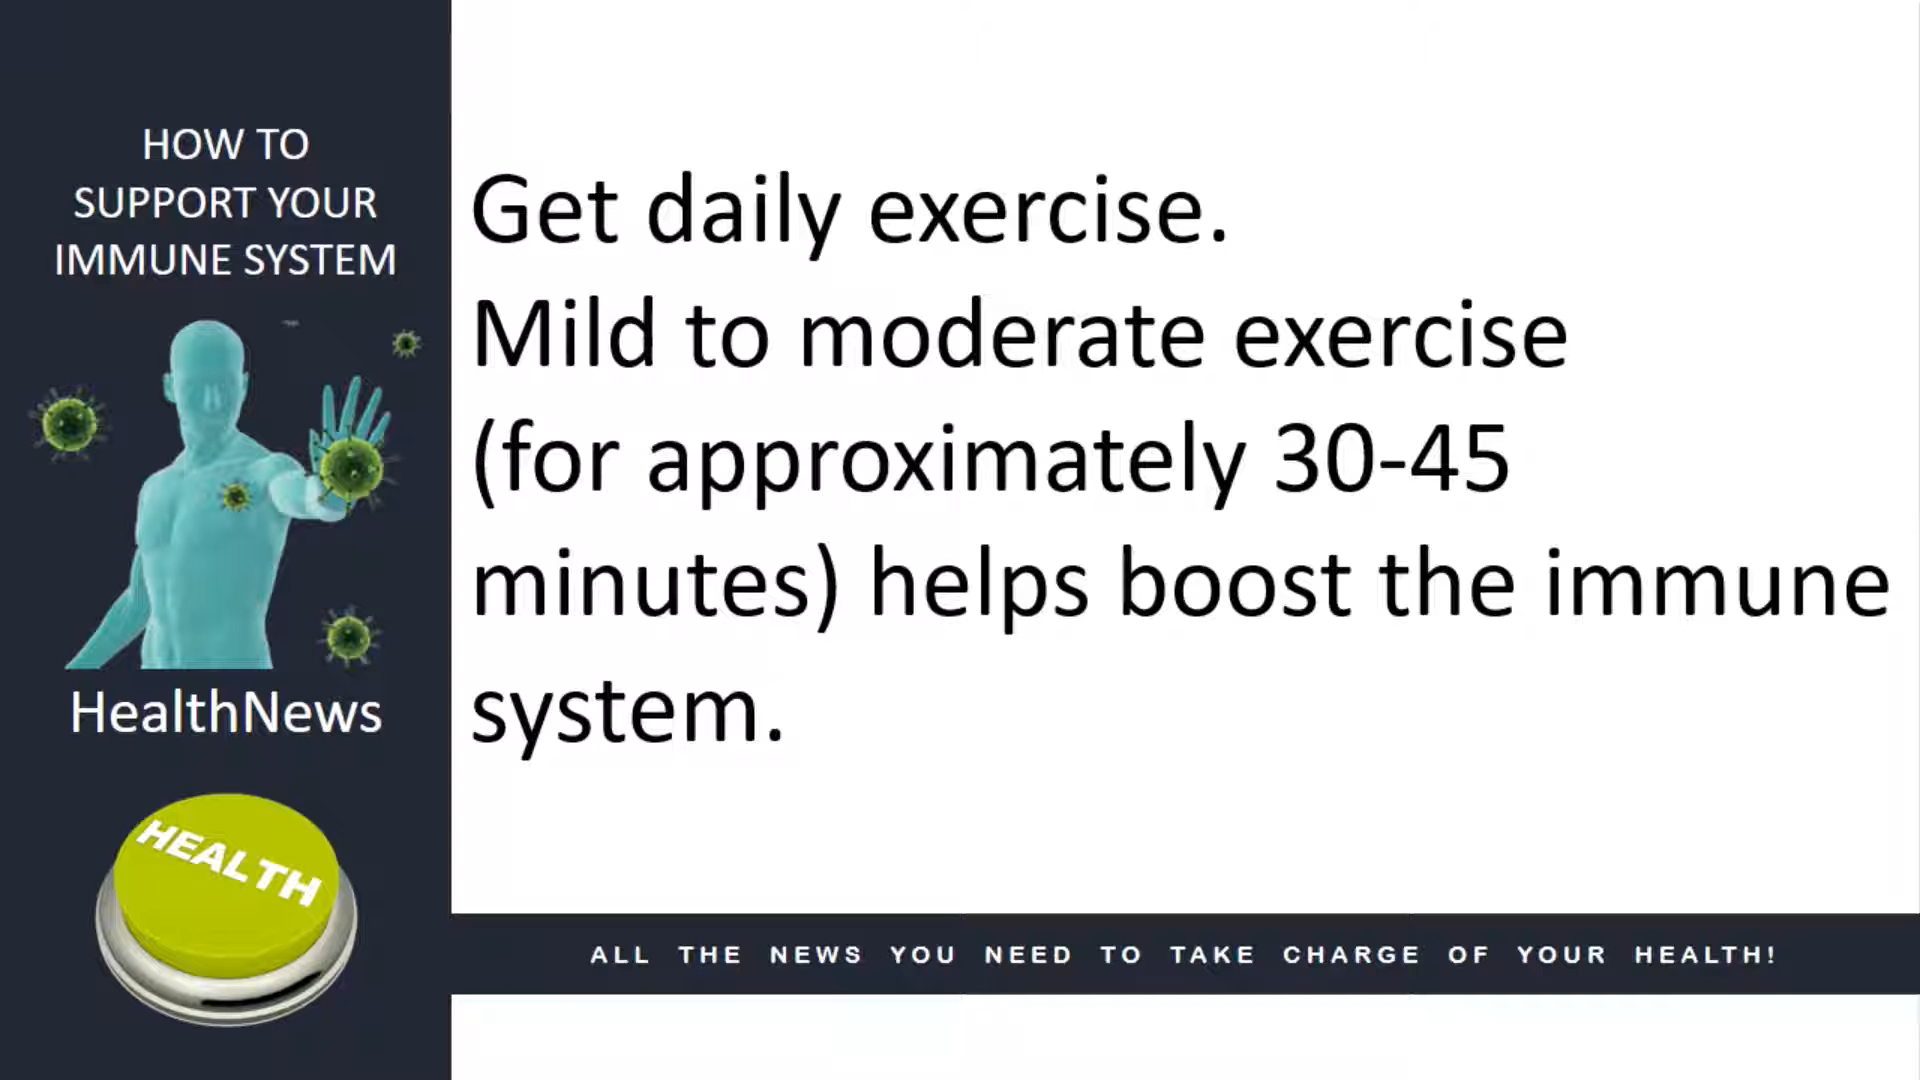 HOW TO
SUPPORT YOUR
IMMUNE SYSTEM
HealthNews
HEALTH
Get daily exercise.
Mild to moderate exercise
(for approximately 30-45
minutes) helps boost the immune
system.
ALL THE NEWS YOU NEED TO TAKE CHARGE OF YOUR HEALTH!